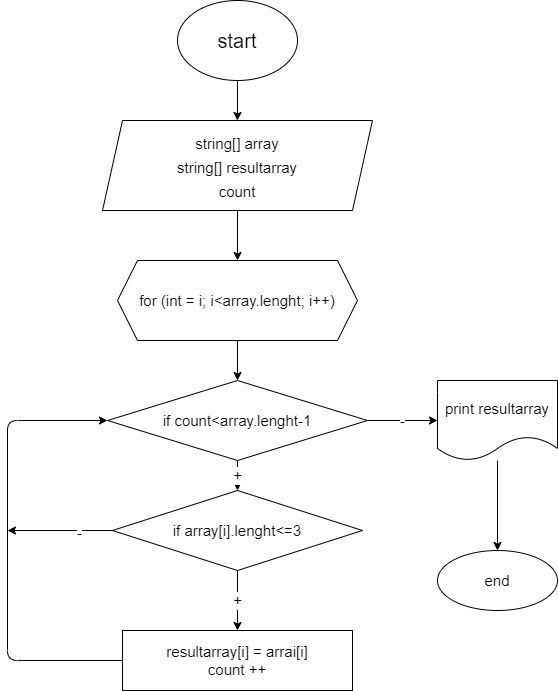 start
string[] array
string[] resultarray
count
for (int = i; i<array.lenght; i++)
if count<array.lenght-1
-
print resultarray
+
if array[i].lenght<=3
-
end
+
resultarray[i] = arrai[i]
count ++